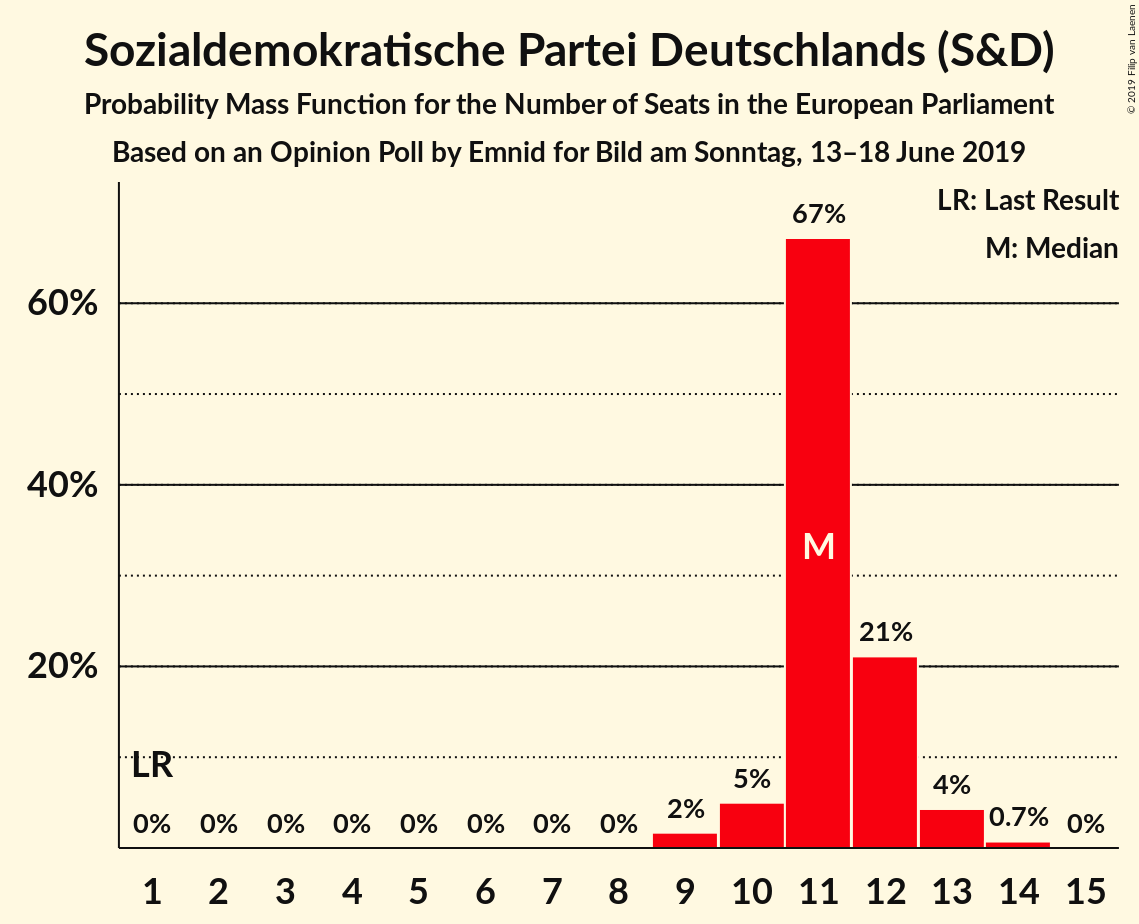 Sozialdemokratische Partei Deutschlands (S&D)
Probability Mass Function for the Number of Seats in the European Parliament
Based on an Opinion Poll by Emnid for Bild am Sonntag, 13–18 June 2019
© 2019 Filip van Laenen
LR: Last Result
M: Median
67%
60%
40%
M
21%
20%
LR
0% 0% 0% 0% 0% 0% 0% 0% 2% 5% 4% 0.7% 0%
1 2 3 4 5 6 7 8 9 10 11 12 13 14 15